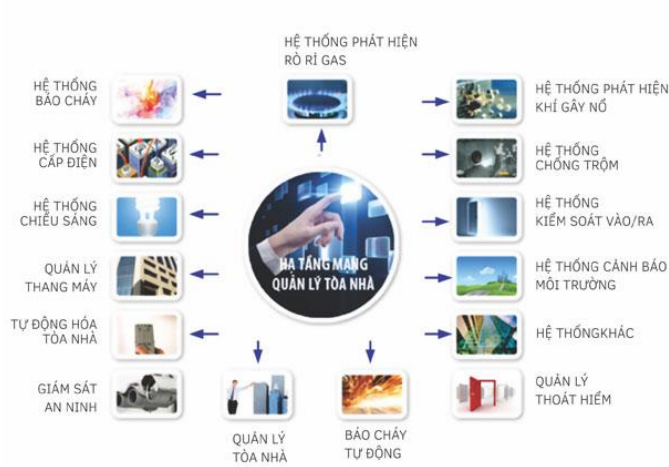 HỆ THỐNG PHÁT HIỆN
RÒ RỈ GAS
HỆ THỐNG
BÁO CHÁY
HỆ THỐNG
CẤP ĐIỆN
HỆ THỐNG
CHIẾU SÁNG
QUẢN LÝ
THANG MÁY
TỰ ĐỘNG HÓA
TÒA NHÀ
GIÁM SÁT
AN NINH
HẠ TẦNG MẠNG
QUẢN LÝ TÒA NHÀ
HỆ THỐNG PHÁT HIỆN
KHÍ GÂY NỔ
HỆ THỐNG
CHỐNG TRỘM
HỆ THỐNG
KIỂM SOÁT VÀO/RA
HỆ THỐNG CẢNH BÁO
MÔI TRƯỜNG
HỆ THỐNGKHÁC
QUẢN LÝ
THOÁT HIỂM
QUẢN LÝ
TÒA NHÀ
BÁO CHÁY
TỰ ĐỘNG